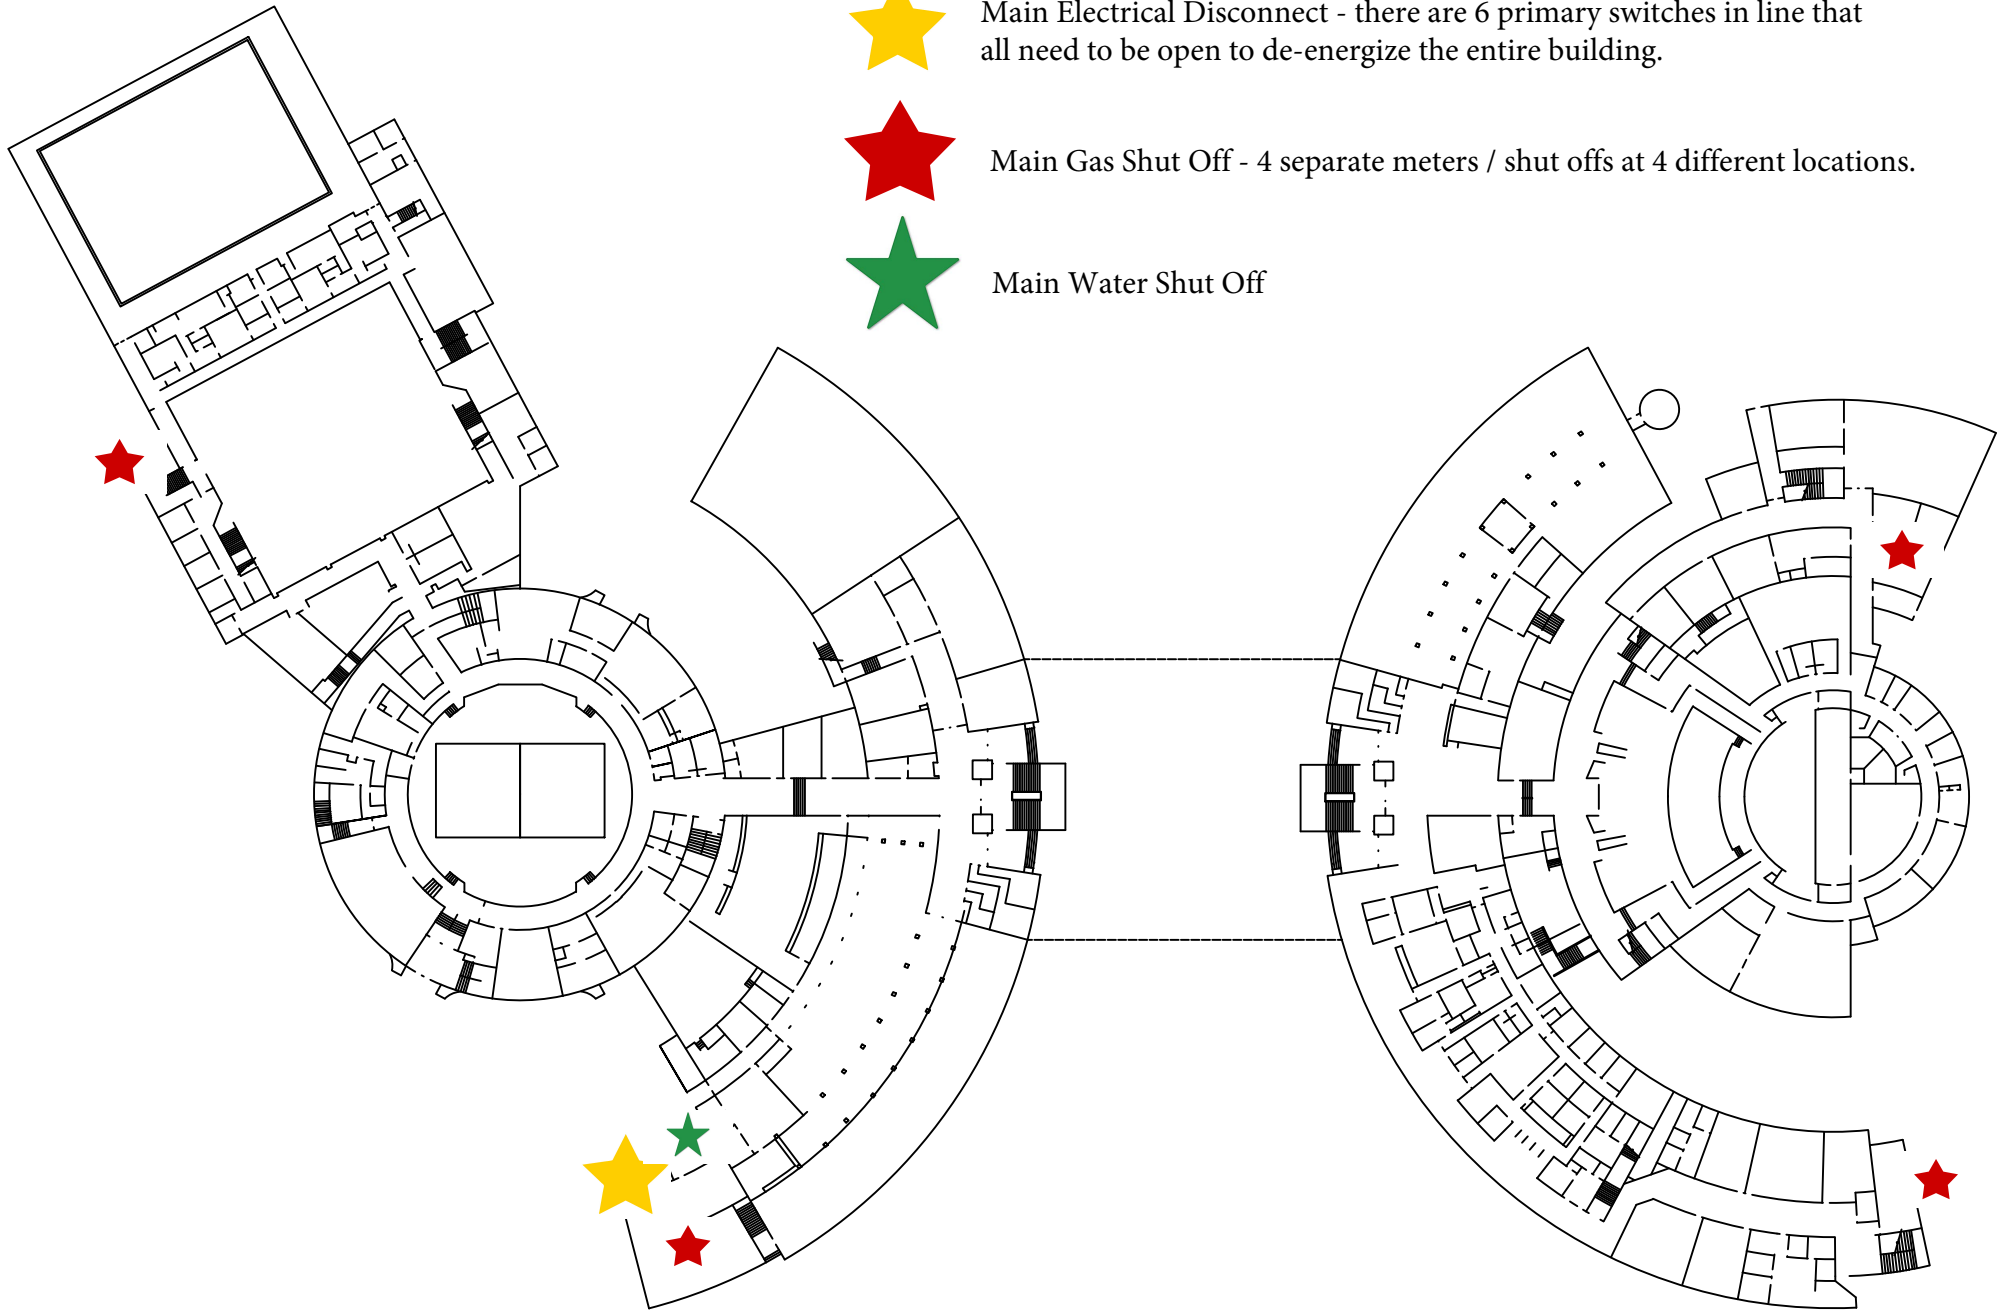 Main Electrical Disconnect - there are 6 primary switches in line that
all need to be open to de-energize the entire building.
Main Gas Shut Off - 4 separate meters / shut offs at 4 different locations.
Main Water Shut Off